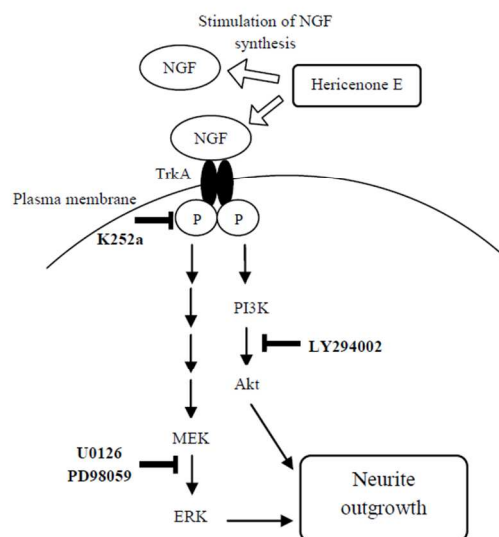 Stimulation of NGF
synthesis
NGF
Hericenone E
NGF
TrkA
Plasma membrane
P
P
K252a
PI3K
LY294002
Akt
MEK
U0126
PD98059
Neurite
outgrowth
ERK